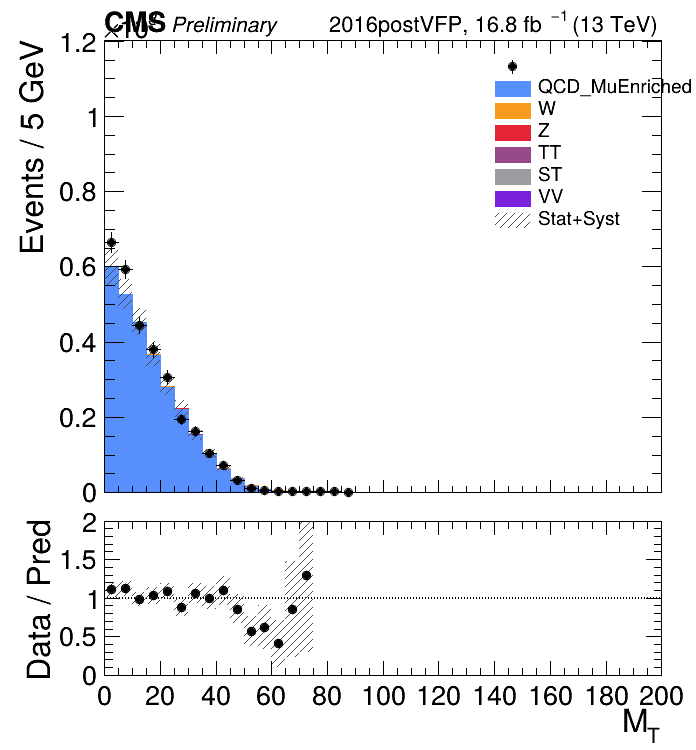 CMS Preliminary 2016postVFP, 16.8 fb⁻¹ (13 TeV)
Events / 5 GeV
1.2
1
0.8
0.6
0.4
0.2
0
QCD_MuEnriched
W
Z
TT
ST
VV
Stat+Syst
Data / Pred
2
1.5
1
0.5
0
0 20 40 60 80 100 120 140 160 180 200
M_T